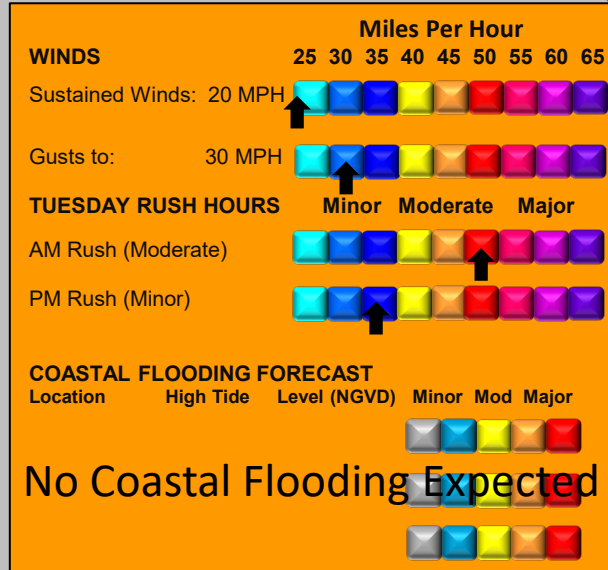 Miles Per Hour
WINDS 25 30 35 40 45 50 55 60 65
Sustained Winds: 20 MPH
Gusts to: 30 MPH
TUESDAY RUSH HOURS Minor Moderate Major
AM Rush (Moderate)
PM Rush (Minor)
COASTAL FLOODING FORECAST
Location High Tide Level (NGVD) Minor Mod Major
No Coastal Flooding Expected